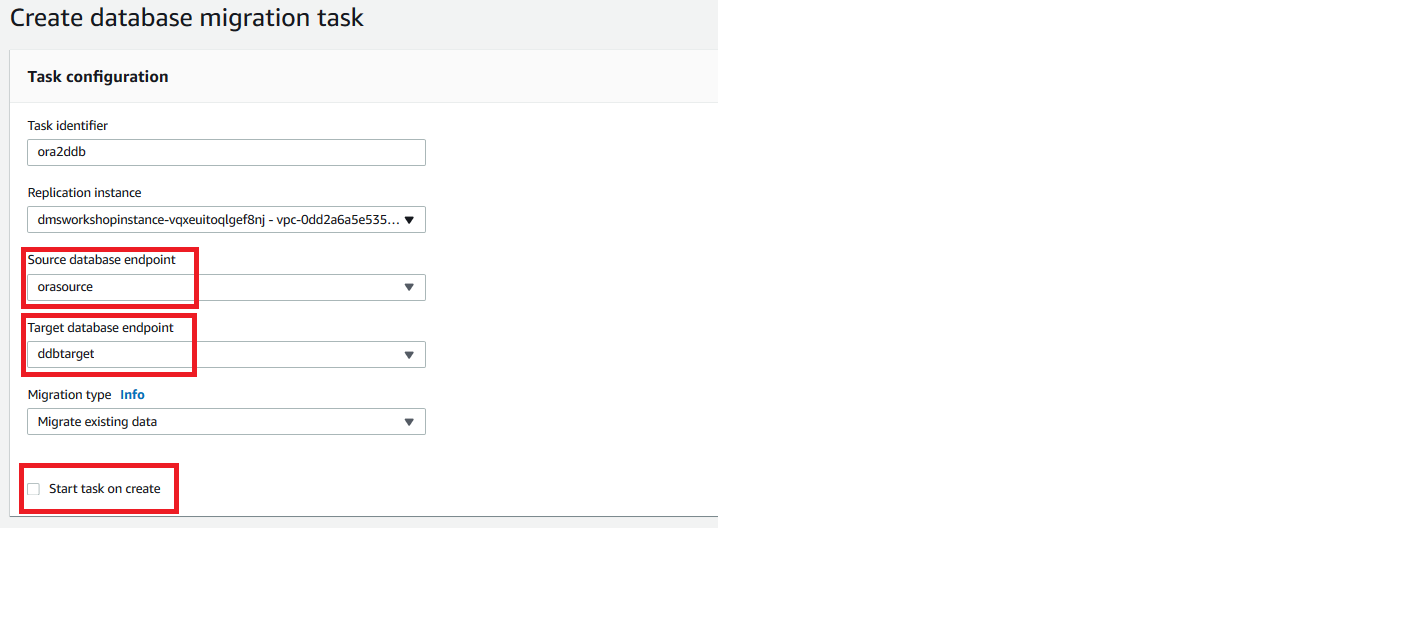 Create database migration task
Task configuration
Task identifier
ora2ddb
Replication instance
dmsworkshopinstance-vqxeuitoqlgef8nj - vpc-0dd2a6a5e535...
Source database endpoint
orasource
Target database endpoint
ddbtarget
Migration type Info
Migrate existing data
Start task on create